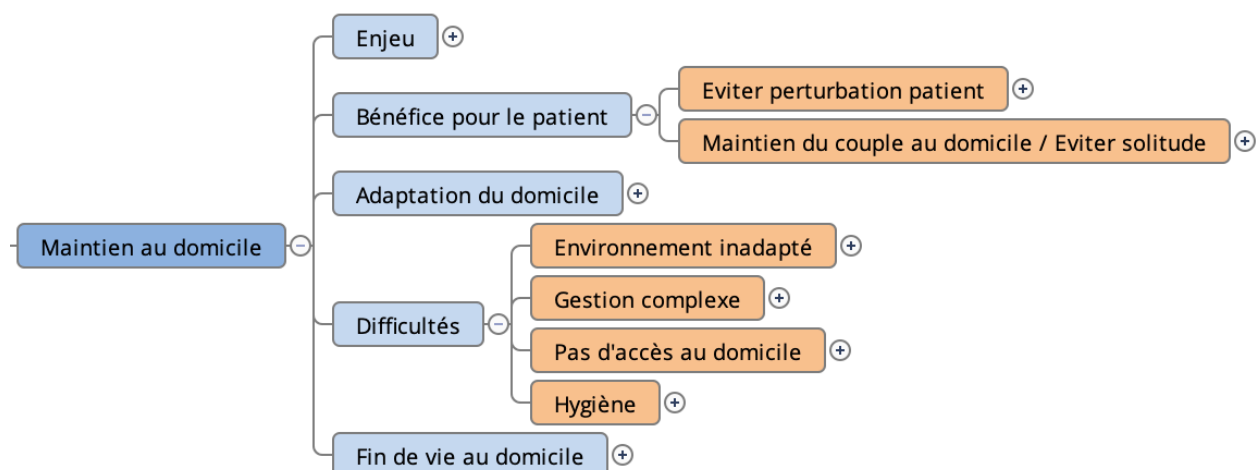 Enjeu
Bénéfice pour le patient
Eviter perturbation patient
Maintien du couple au domicile / Eviter solitude
Adaptation du domicile
Maintien au domicile
Difficultés
Environnement inadapté
Gestion complexe
Pas d'accès au domicile
Hygiène
Fin de vie au domicile